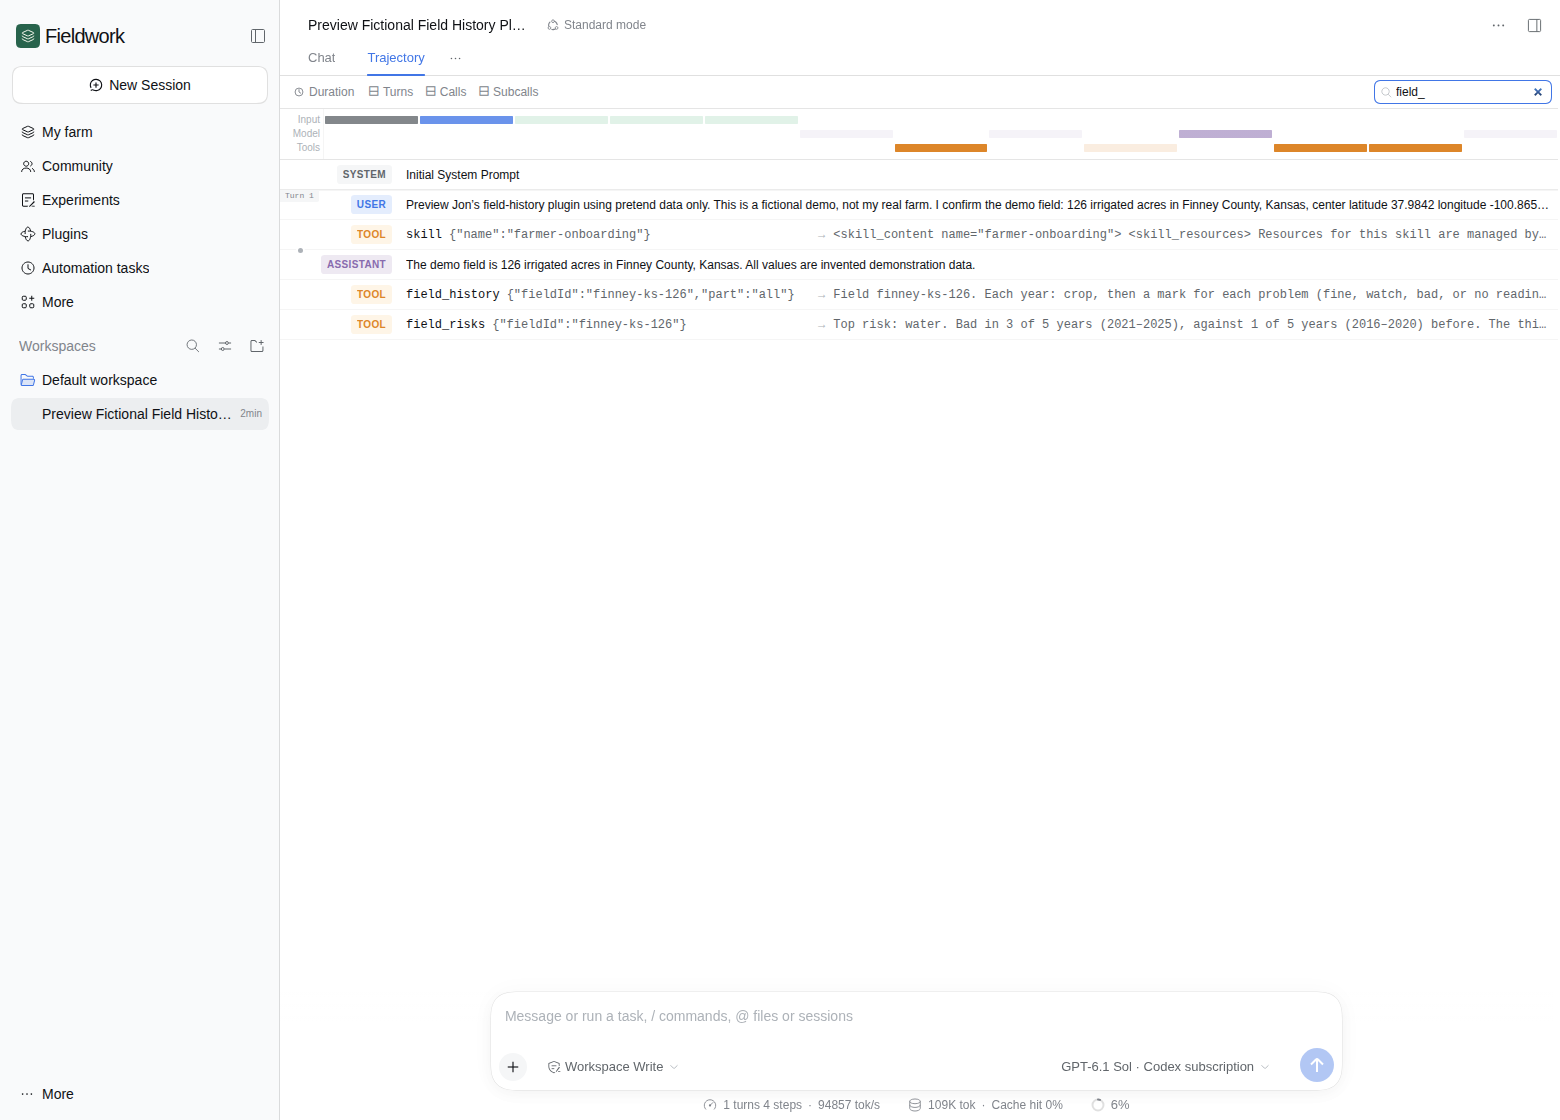 Fieldwork
New Session
My farm
Community
Experiments
Plugins
Automation tasks
More
Workspaces
Default workspace
Preview Fictional Field Histo… 2min
More
Preview Fictional Field History Pl… Standard mode
Chat Trajectory
Duration Turns Calls Subcalls field_
Input
Model
Tools
SYSTEM Initial System Prompt
Turn 1
USER Preview Jon’s field-history plugin using pretend data only. This is a fictional demo, not my real farm. I confirm the demo field: 126 irrigated acres in Finney County, Kansas, center latitude 37.9842 longitude -100.865…
TOOL skill {"name":"farmer-onboarding"} → <skill_content name="farmer-onboarding"> <skill_resources> Resources for this skill are managed by…
ASSISTANT The demo field is 126 irrigated acres in Finney County, Kansas. All values are invented demonstration data.
TOOL field_history {"fieldId":"finney-ks-126","part":"all"} → Field finney-ks-126. Each year: crop, then a mark for each problem (fine, watch, bad, or no readin…
TOOL field_risks {"fieldId":"finney-ks-126"} → Top risk: water. Bad in 3 of 5 years (2021–2025), against 1 of 5 years (2016–2020) before. The thi…
Message or run a task, / commands, @ files or sessions
Workspace Write GPT-6.1 Sol · Codex subscription
1 turns 4 steps · 94857 tok/s 109K tok · Cache hit 0% 6%